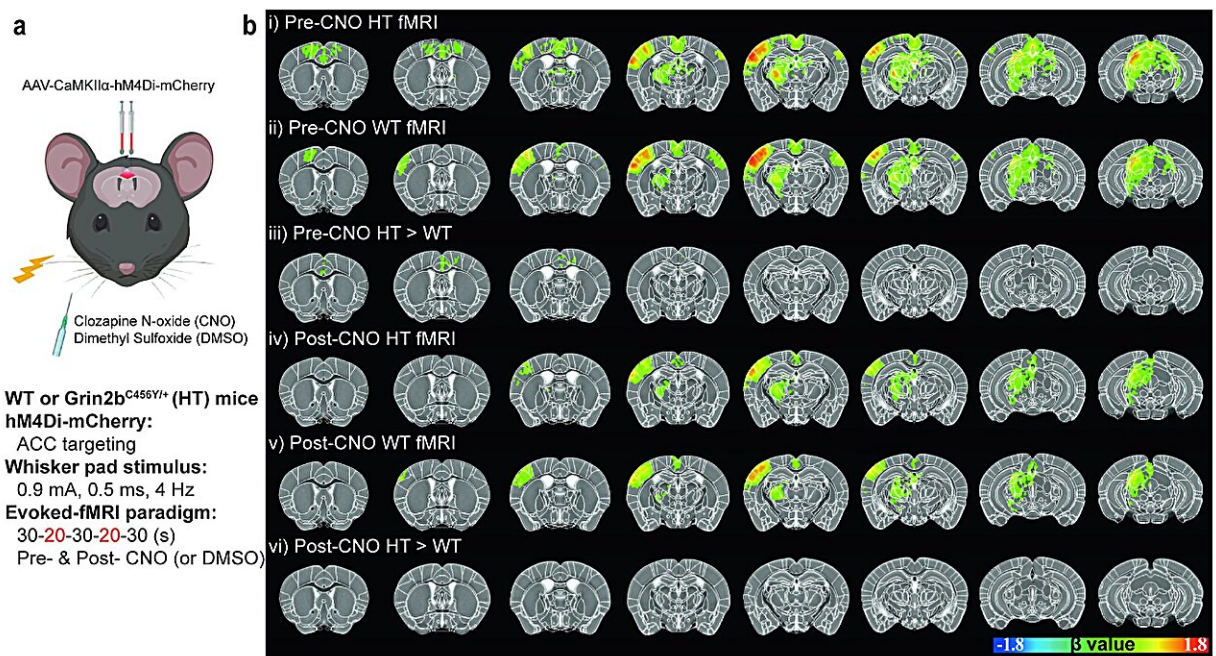 a
AAV-CaMKIIα-hM4Di-mCherry
Clozapine N-oxide (CNO)
Dimethyl Sulfoxide (DMSO)
WT or Grin2bC456Y/+ (HT) mice
hM4Di-mCherry:
ACC targeting
Whisker pad stimulus:
0.9 mA, 0.5 ms, 4 Hz
Evoked-fMRI paradigm:
30-20-30-20-30 (s)
Pre- & Post- CNO (or DMSO)
b
i) Pre-CNO HT fMRI
ii) Pre-CNO WT fMRI
iii) Pre-CNO HT > WT
iv) Post-CNO HT fMRI
v) Post-CNO WT fMRI
vi) Post-CNO HT > WT
-1.8 β value 1.8